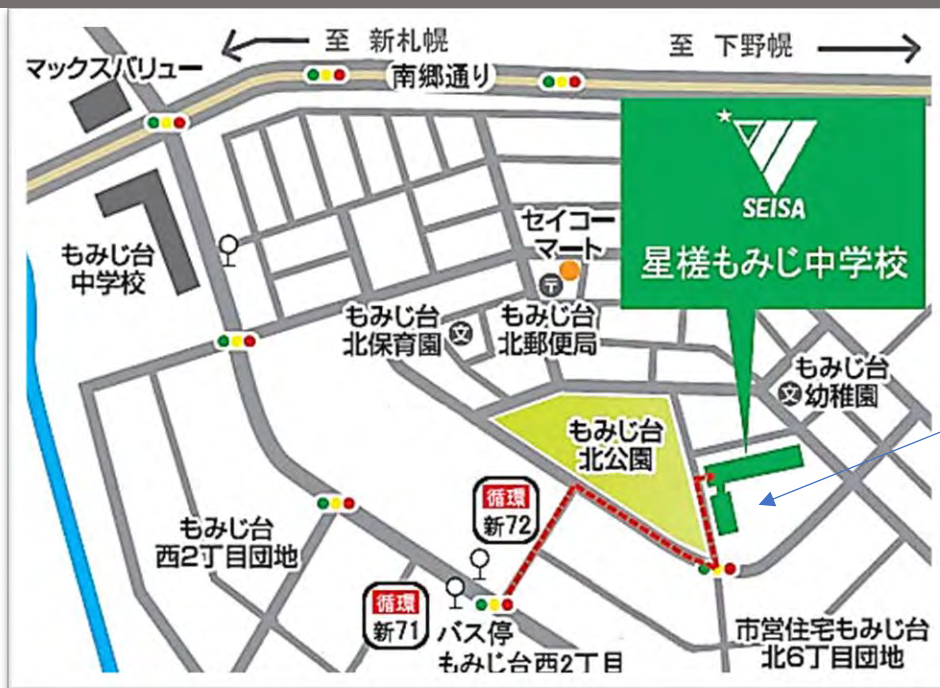 至 新札幌
至 下野幌
マックスバリュー
南郷通り
SEISA
星槎もみじ中学校
もみじ台
中学校
セイコー
マート
〒
もみじ台
北保育園
文
もみじ台
北郵便局
もみじ台
幼稚園
文
もみじ台
北公園
循環
新72
もみじ台
西2丁目団地
循環
新71
バス停
もみじ台西2丁目
市営住宅もみじ台
北6丁目団地